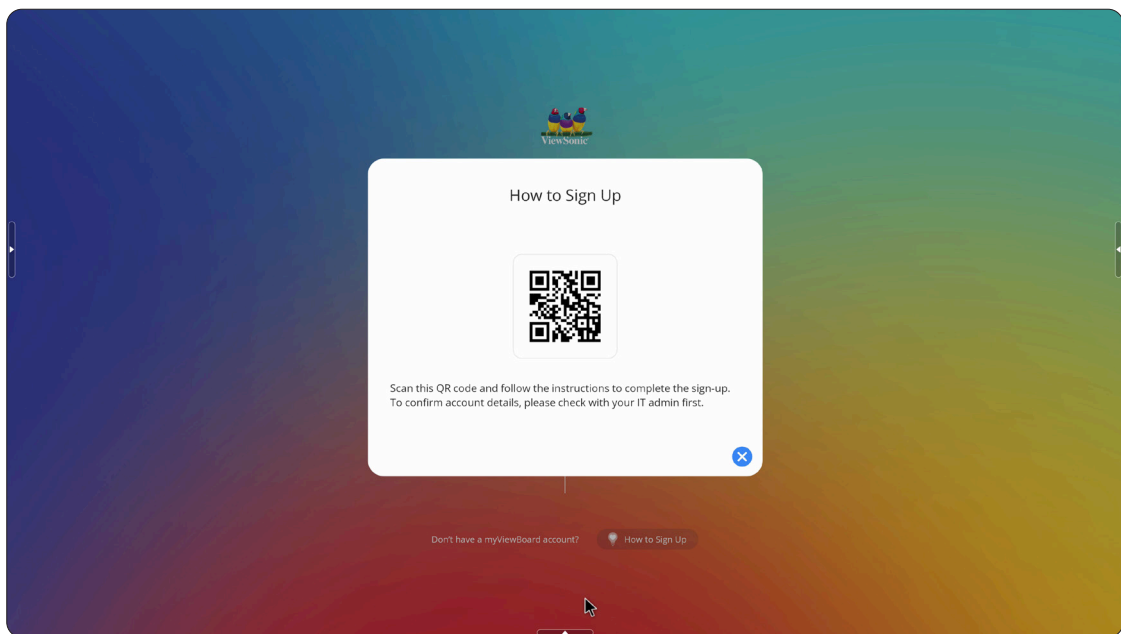 ViewSonic
How to Sign Up
Scan this QR code and follow the instructions to complete the sign-up.
To confirm account details, please check with your IT admin first.
Don't have a myViewBoard account?
How to Sign Up